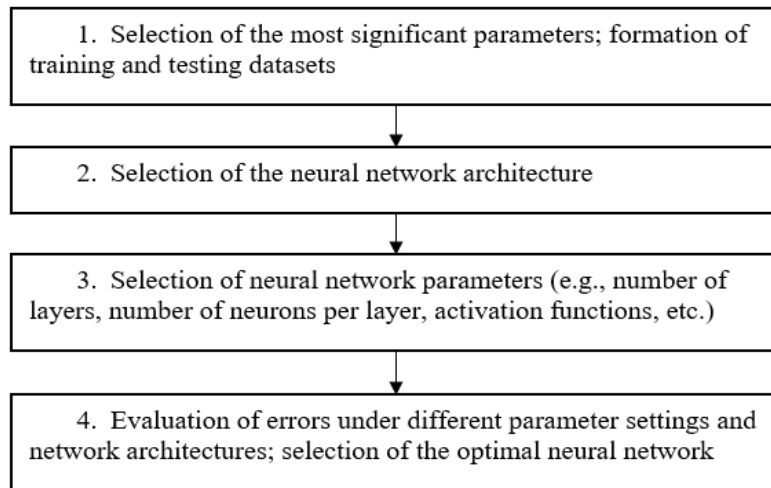 1. Selection of the most significant parameters; formation of
training and testing datasets
2. Selection of the neural network architecture
3. Selection of neural network parameters (e.g., number of
layers, number of neurons per layer, activation functions, etc.)
4. Evaluation of errors under different parameter settings and
network architectures; selection of the optimal neural network